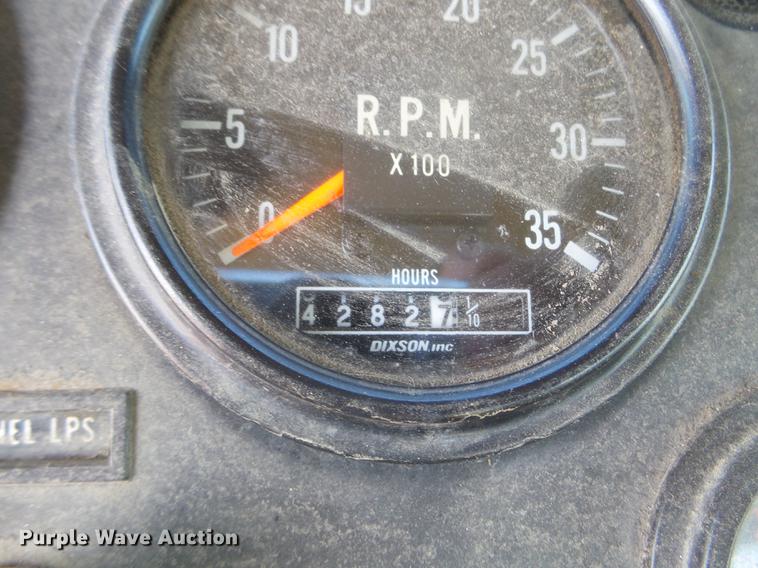 15 20
10 25
R.P.M.
5 30
X100
0 35
HOURS
4 2 8 2 7 1/10
DIXSON, INC
NEL LPS
Purple Wave Auction